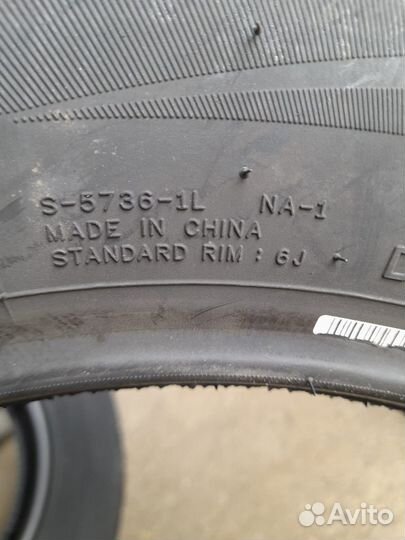 S-5736-1L NA-1
MADE IN CHINA
STANDARD RIM : 6J
Avito